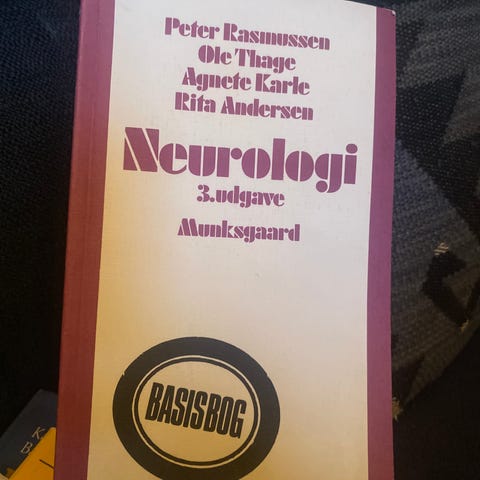 Peter Rasmussen
Ole Thage
Agnete Karle
Rita Andersen
Neurologi
3. udgave
Munksgaard
BASISBOG